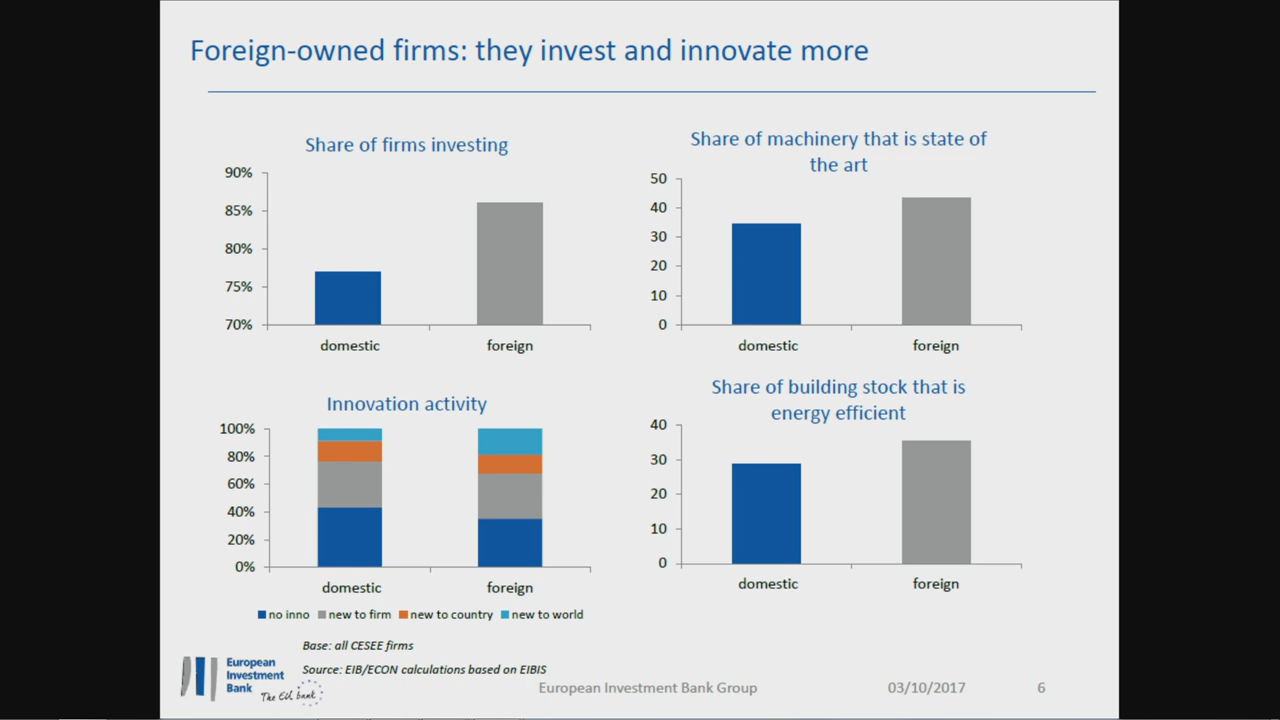 Foreign-owned firms: they invest and innovate more
Share of firms investing
90%
85%
80%
75%
70%
domestic
foreign
Share of machinery that is state of
the art
50
40
30
20
10
0
domestic
foreign
Innovation activity
100%
80%
60%
40%
20%
0%
domestic
foreign
no inno
new to firm
new to country
new to world
Share of building stock that is
energy efficient
40
30
20
10
0
domestic
foreign
Base: all CESEE firms
Source: EIB/ECON calculations based on EIBIS
European
Investment
Bank
The EU bank
European Investment Bank Group
03/10/2017
6